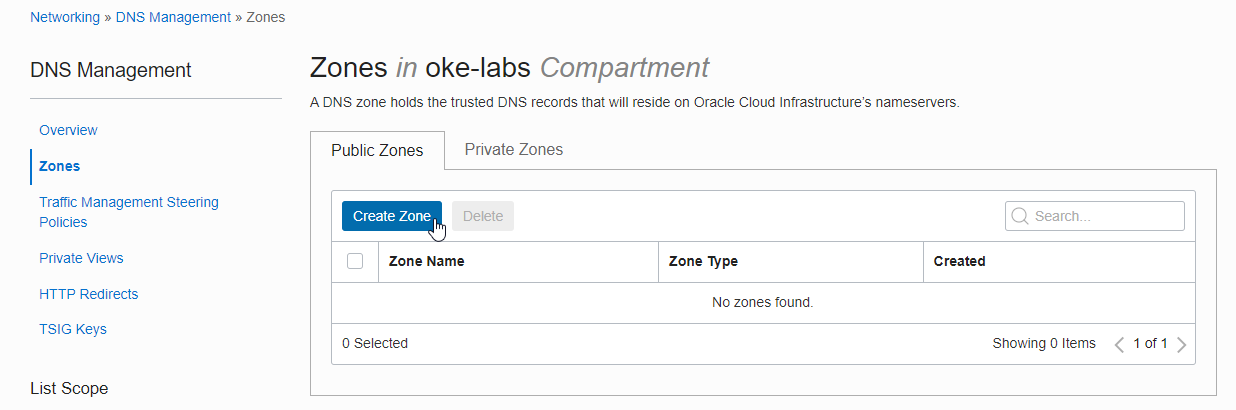 Networking » DNS Management » Zones
DNS Management
Overview
Zones
Traffic Management Steering
Policies
Private Views
HTTP Redirects
TSIG Keys
List Scope
Zones in oke-labs Compartment
A DNS zone holds the trusted DNS records that will reside on Oracle Cloud Infrastructure’s nameservers.
Public Zones Private Zones
Create Zone Delete Search...
Zone Name Zone Type Created
No zones found.
0 Selected Showing 0 Items 1 of 1